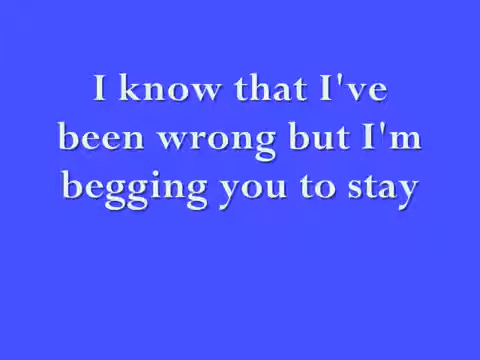 I know that I've
been wrong but I'm
begging you to stay